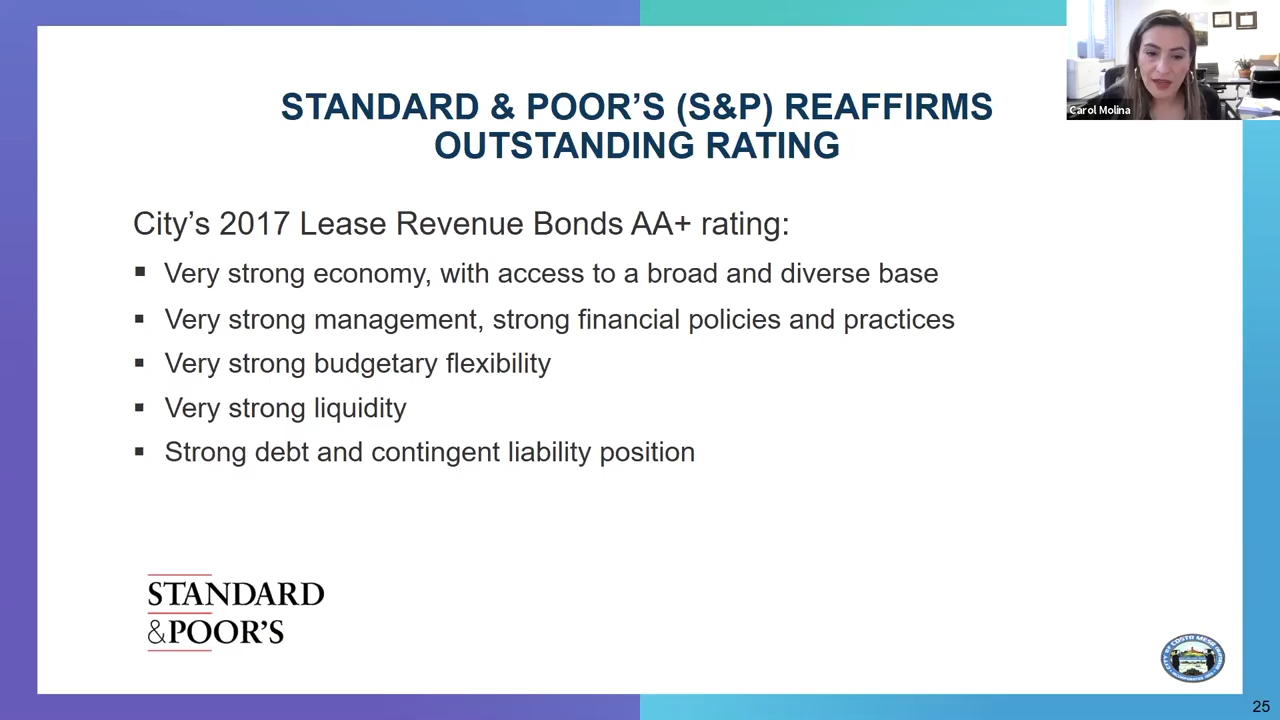 Carol Molina
STANDARD & POOR'S (S&P) REAFFIRMS
OUTSTANDING RATING
City's 2017 Lease Revenue Bonds AA+ rating:
▪ Very strong economy, with access to a broad and diverse base
▪ Very strong management, strong financial policies and practices
▪ Very strong budgetary flexibility
▪ Very strong liquidity
▪ Strong debt and contingent liability position
STANDARD
&POOR'S
25